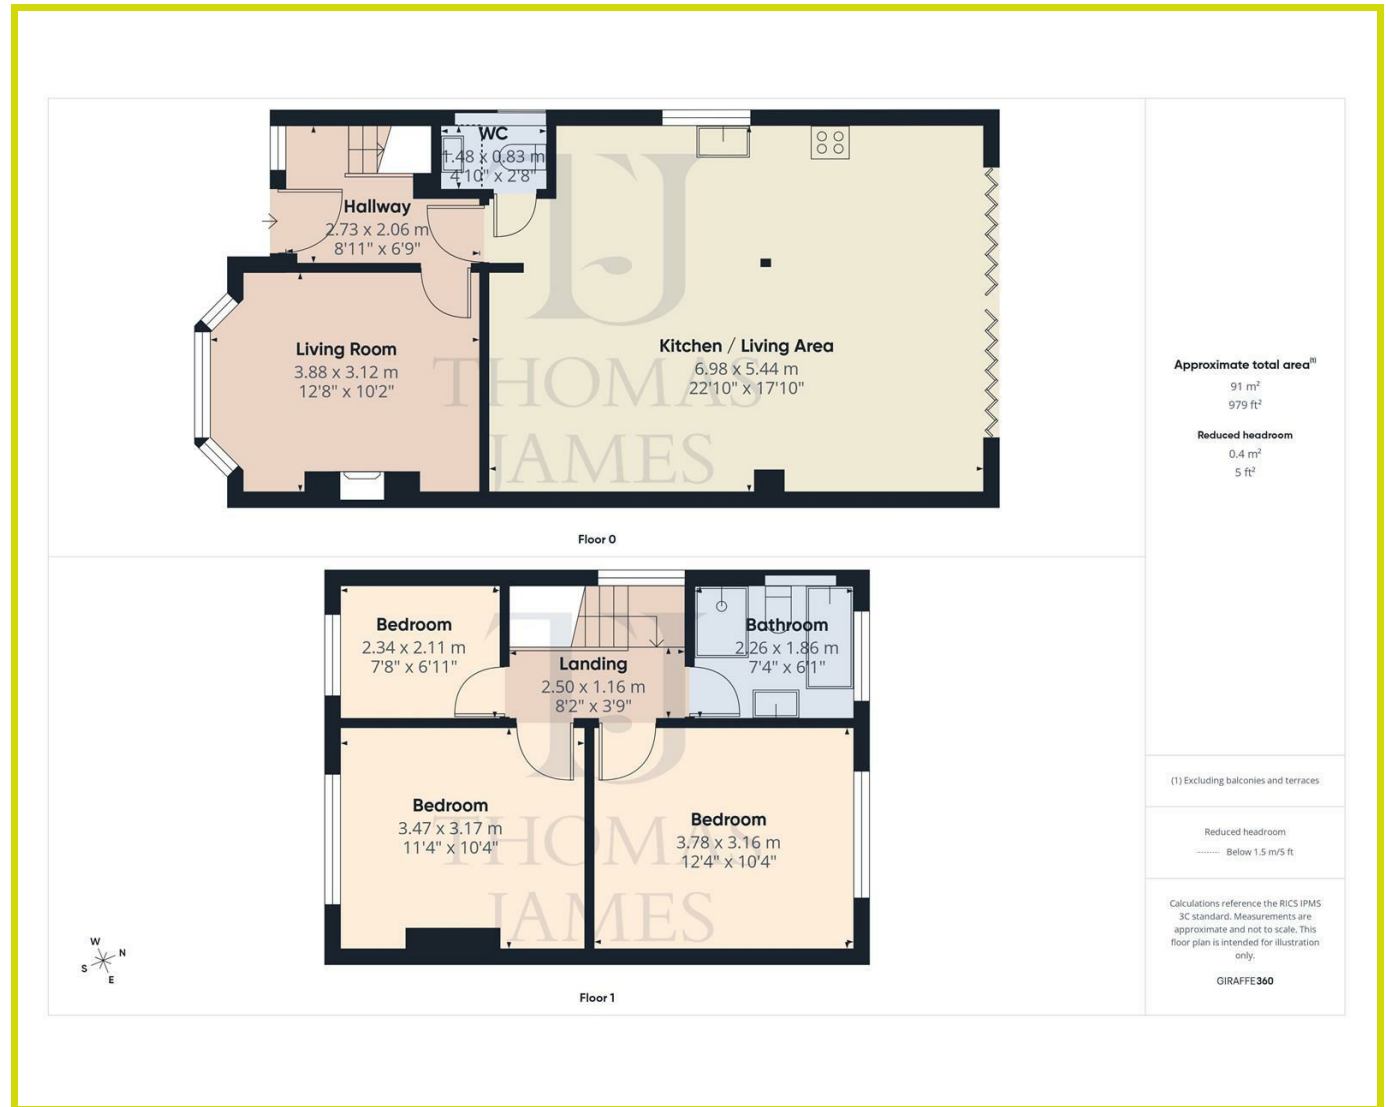 WC
1.48 x 0.83 m
4'10" x 2'8"
Hallway
2.73 x 2.06 m
8'11" x 6'9"
Living Room
3.88 x 3.12 m
12'8" x 10'2"
Kitchen / Living Area
6.98 x 5.44 m
22'10" x 17'10"
TJ
THOMAS
JAMES
Floor 0
Bedroom
2.34 x 2.11 m
7'8" x 6'11"
Landing
2.50 x 1.16 m
8'2" x 3'9"
Bathroom
2.26 x 1.86 m
7'4" x 6'1"
Bedroom
3.47 x 3.17 m
11'4" x 10'4"
Bedroom
3.78 x 3.16 m
12'4" x 10'4"
TJ
THOMAS
JAMES
W
N
S
E
Floor 1
Approximate total area(1)
91 m²
979 ft²
Reduced headroom
0.4 m²
5 ft²
(1) Excluding balconies and terraces
Reduced headroom
Below 1.5 m/5 ft
Calculations reference the RICS IPMS
3C standard. Measurements are
approximate and not to scale. This
floor plan is intended for illustration
only.
GIRAFFE360